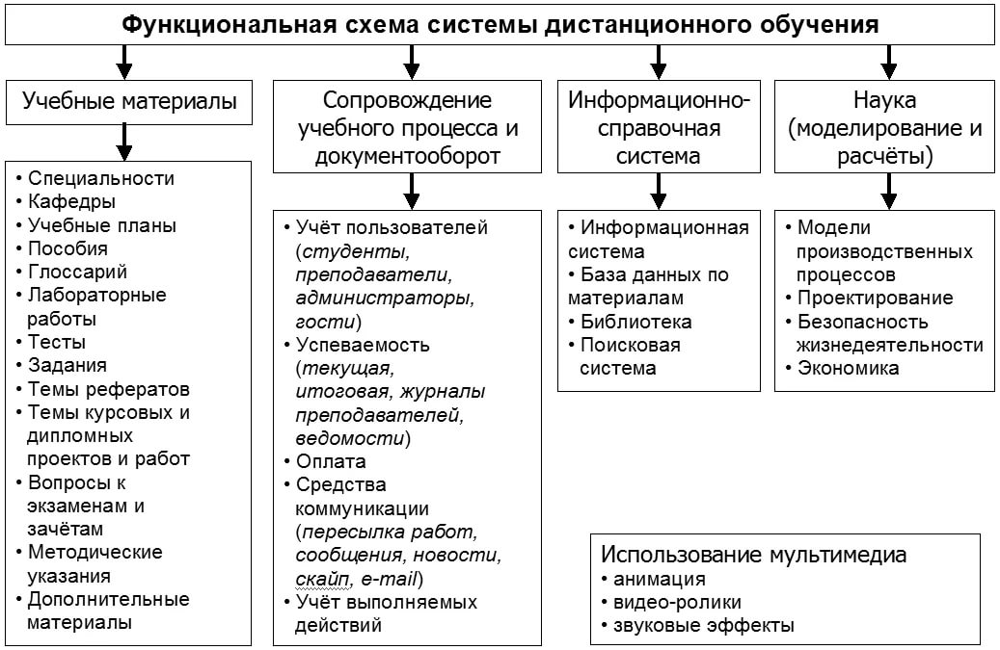 Функциональная схема системы дистанционного обучения
Учебные материалы
• Специальности
• Кафедры
• Учебные планы
• Пособия
• Глоссарий
• Лабораторные
работы
• Тесты
• Задания
• Темы рефератов
• Темы курсовых и
дипломных
проектов и работ
• Вопросы к
экзаменам и
зачётам
• Методические
указания
• Дополнительные
материалы
Сопровождение
учебного процесса и
документооборот
• Учёт пользователей
(студенты,
преподаватели,
администраторы,
гости)
• Успеваемость
(текущая,
итоговая, журналы
преподавателей,
ведомости)
• Оплата
• Средства
коммуникации
(пересылка работ,
сообщения, новости,
скайп, e-mail)
• Учёт выполняемых
действий
Информационно-
справочная
система
• Информационная
система
• База данных по
материалам
• Библиотека
• Поисковая
система
Наука
(моделирование и
расчёты)
• Модели
производственных
процессов
• Проектирование
• Безопасность
жизнедеятельности
• Экономика
Использование мультимедиа
• анимация
• видео-ролики
• звуковые эффекты